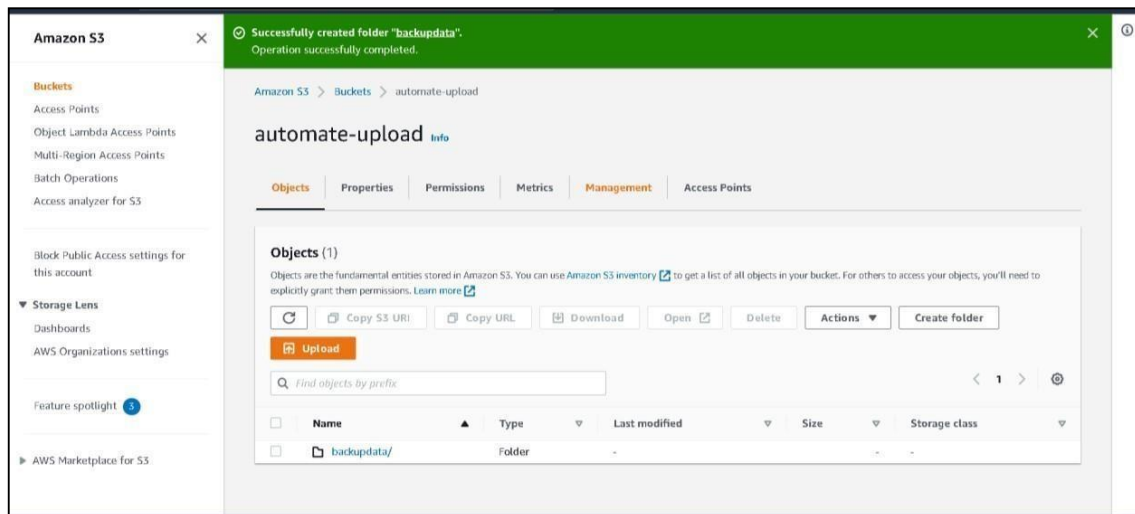 Amazon S3
Successfully created folder "backupdata".
Operation successfully completed.
Buckets
Access Points
Object Lambda Access Points
Multi-Region Access Points
Batch Operations
Access analyzer for S3
Block Public Access settings for
this account
Storage Lens
Dashboards
AWS Organizations settings
Feature spotlight 3
AWS Marketplace for S3
Amazon S3 > Buckets > automate-upload
automate-upload Info
Objects Properties Permissions Metrics Management Access Points
Objects (1)
Objects are the fundamental entities stored in Amazon S3. You can use Amazon S3 inventory to get a list of all objects in your bucket. For others to access your objects, you'll need to
explicitly grant them permissions. Learn more
Copy S3 URI Copy URL Download Open Delete Actions Create folder
Upload
Find objects by prefix
1
Name Type Last modified Size Storage class
backupdata/ Folder - - -